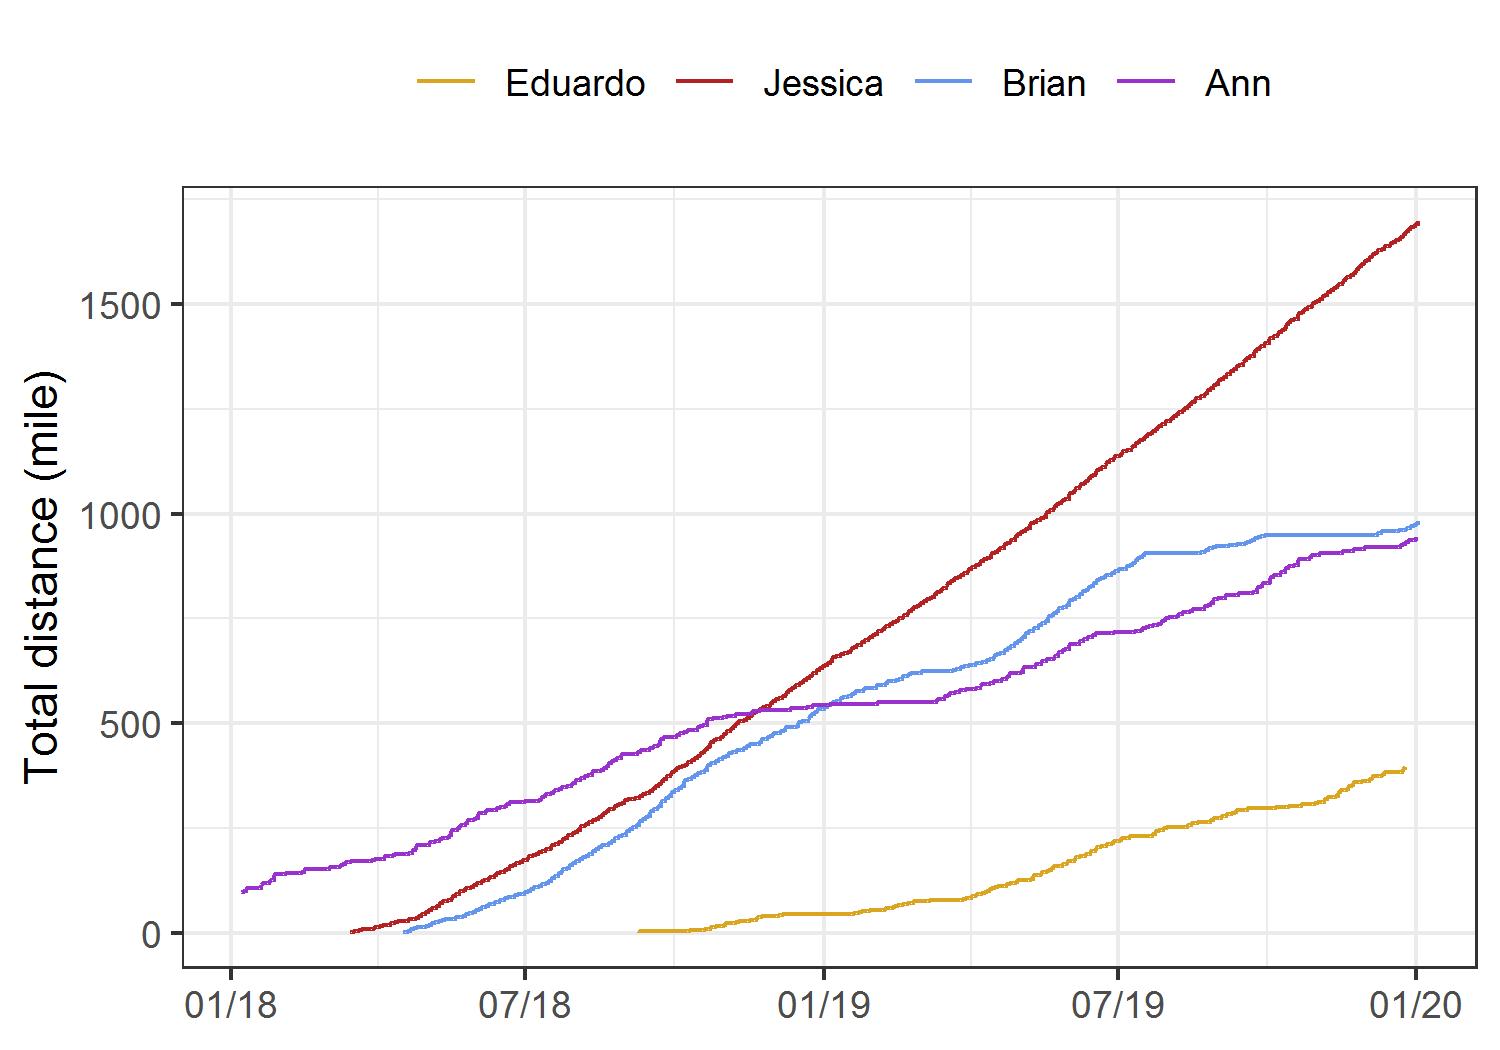 Eduardo Jessica Brian Ann
Total distance (mile)
1500
1000
500
0
01/18 07/18 01/19 07/19 01/20